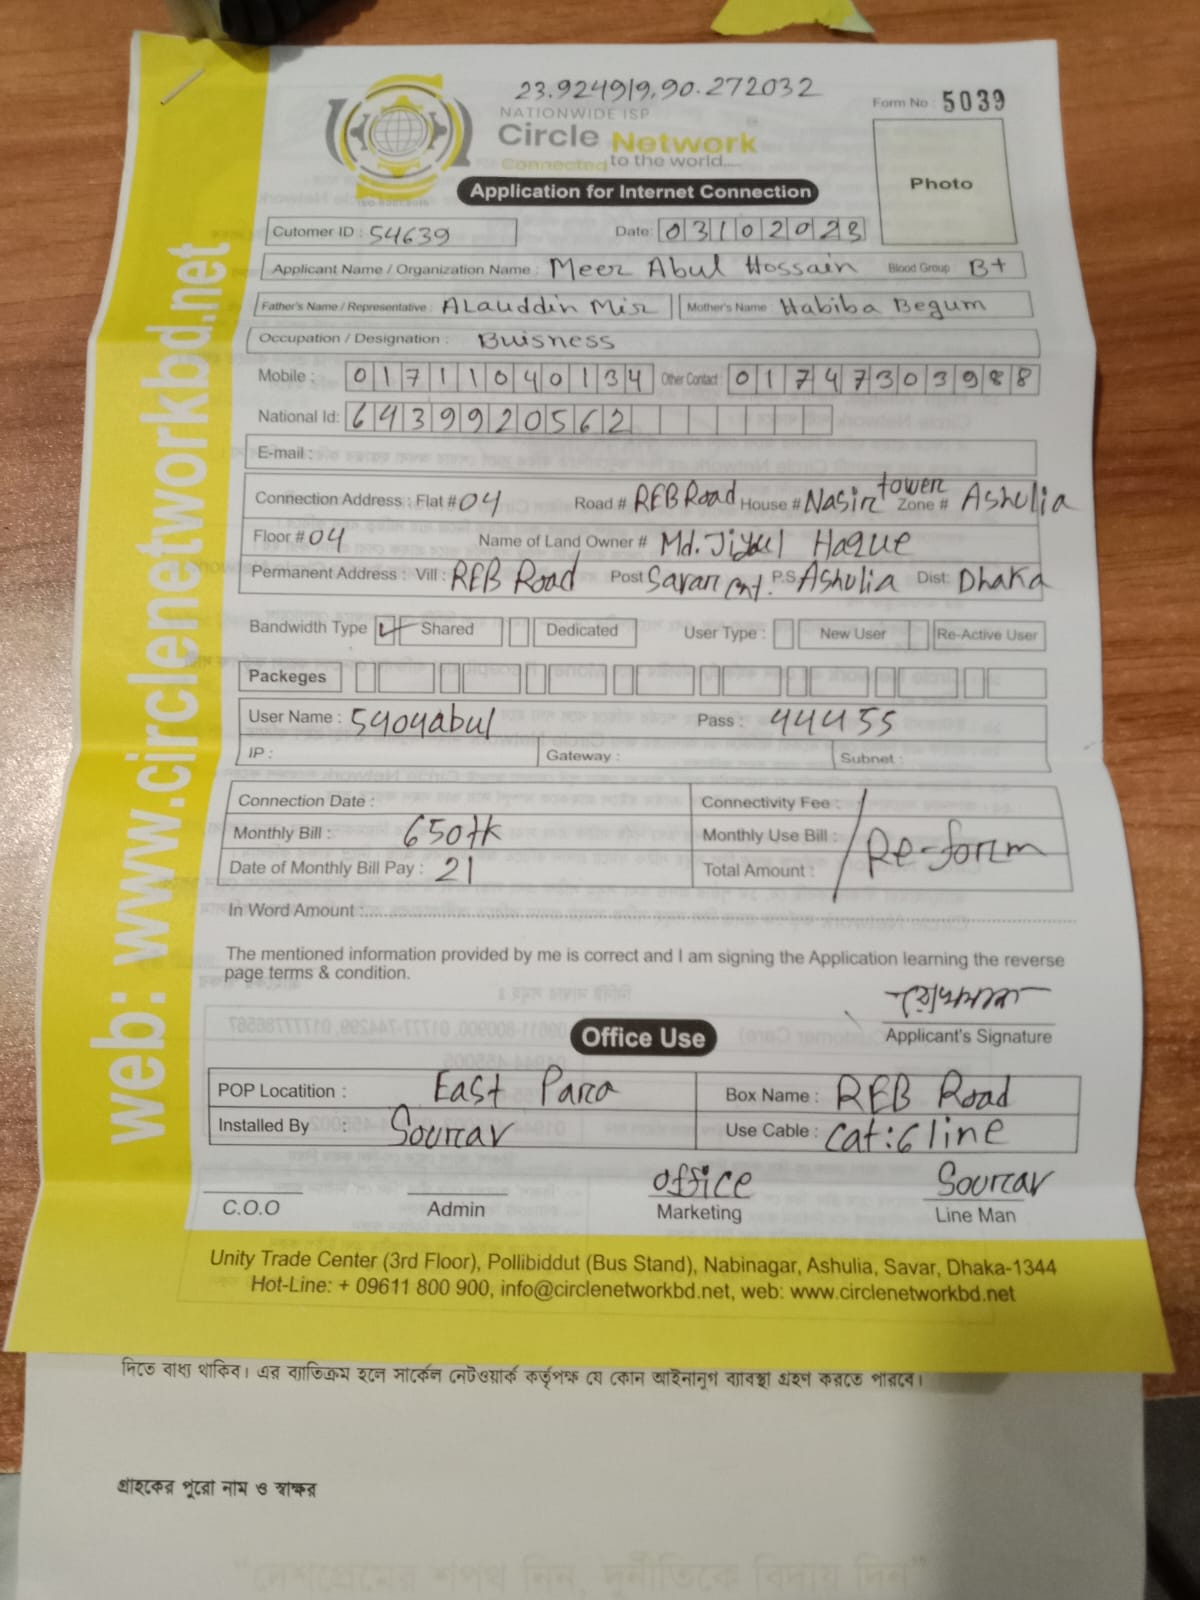 23.924919,90.272032
NATIONWIDE ISP
Form No : 5039
Circle Network
Connected to the world.....
ISO 9001:2015
Photo
Application for Internet Connection
Cutomer ID : 54639 Date: 03102023
Applicant Name / Organization Name : Meer Abul Hossain Blood Group : B+
Father's Name / Representative : ALauddin Mir Mother's Name : Habiba Begum
Occupation / Designation : Buisness
Mobile : 01711040134 Other Contact : 01747303988
National Id: 6439920562
E-mail :
Connection Address : Flat # 04 Road # REB Road House # Nasir tower Zone # Ashulia
Floor # 04 Name of Land Owner # Md. Haque
Permanent Address : Vill : REB Road Post Savar Cnt. P.S Ashulia Dist: Dhaka
Bandwidth Type Shared Dedicated User Type : New User Re-Active User
Packeges
User Name : 5404abul Pass : 44455
IP : Gateway : Subnet :
Connection Date : Connectivity Fee :
Monthly Bill : 650tk Monthly Use Bill : Re-form
Date of Monthly Bill Pay : 21 Total Amount :
In Word Amount :
The mentioned information provided by me is correct and I am signing the Application learning the reverse
page terms & condition.
Applicant's Signature
Office Use
POP Locatition : East Para Box Name : REB Road
Installed By : Sourav Use Cable : Cat:6 line
office Sourav
C.O.O Admin Marketing Line Man
Unity Trade Center (3rd Floor), Pollibiddut (Bus Stand), Nabinagar, Ashulia, Savar, Dhaka-1344
Hot-Line: + 09611 800 900, info@circlenetworkbd.net, web: www.circlenetworkbd.net
web: www.circlenetworkbd.net
দিতে বাধ্য থাকিব। এর ব্যতিক্রম হলে সার্কেল নেটওয়ার্ক কর্তৃপক্ষ যে কোন আইনানুগ ব্যাবস্থা গ্রহণ করতে পারবে।
গ্রাহকের পুরো নাম ও স্বাক্ষর
"দেশপ্রেমের শপথ নিন, দুর্নীতিকে বিদায় দিন"